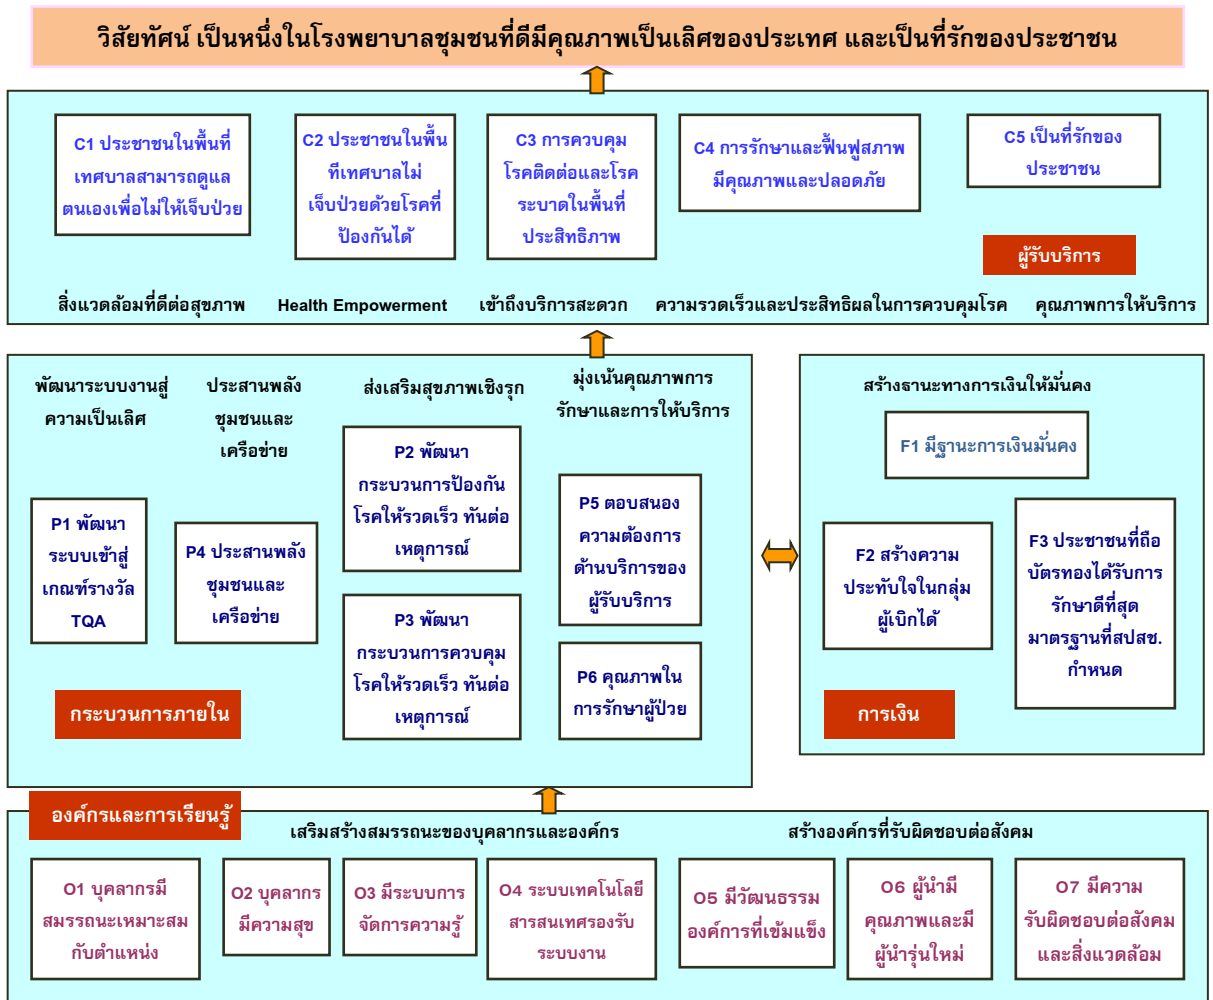 วิสัยทัศน์ เป็นหนึ่งในโรงพยาบาลชุมชนที่ดีมีคุณภาพเป็นเลิศของประเทศ และเป็นที่รักของประชาชน
C1 ประชาชนในพื้นที่
เทศบาลสามารถดูแล
ตนเองเพื่อไม่ให้เจ็บป่วย
C2 ประชาชนในพื้น
ทีเทศบาลไม่
เจ็บป่วยด้วยโรคที่
ป้องกันได้
C3 การควบคุม
โรคติดต่อและโรค
ระบาดในพื้นที่
ประสิทธิภาพ
C4 การรักษาและฟื้นฟูสภาพ
มีคุณภาพและปลอดภัย
C5 เป็นที่รักของ
ประชาชน
ผู้รับบริการ
สิ่งแวดล้อมที่ดีต่อสุขภาพ
Health Empowerment
เข้าถึงบริการสะดวก
ความรวดเร็วและประสิทธิผลในการควบคุมโรค
คุณภาพการให้บริการ
พัฒนาระบบงานสู่
ความเป็นเลิศ
ประสานพลัง
ชุมชนและ
เครือข่าย
ส่งเสริมสุขภาพเชิงรุก
มุ่งเน้นคุณภาพการ
รักษาและการให้บริการ
P1 พัฒนา
ระบบเข้าสู่
เกณฑ์รางวัล
TQA
P4 ประสานพลัง
ชุมชนและ
เครือข่าย
P2 พัฒนา
กระบวนการป้องกัน
โรคให้รวดเร็ว ทันต่อ
เหตุการณ์
P3 พัฒนา
กระบวนการควบคุม
โรคให้รวดเร็ว ทันต่อ
เหตุการณ์
P5 ตอบสนอง
ความต้องการ
ด้านบริการของ
ผู้รับบริการ
P6 คุณภาพใน
การรักษาผู้ป่วย
กระบวนการภายใน
สร้างธานะทางการเงินให้มั่นคง
F1 มีฐานะการเงินมั่นคง
F2 สร้างความ
ประทับใจในกลุ่ม
ผู้เบิกได้
F3 ประชาชนที่ถือ
บัตรทองได้รับการ
รักษาดีที่สุด
มาตรฐานที่สปสช.
กำหนด
การเงิน
องค์กรและการเรียนรู้
เสริมสร้างสมรรถนะของบุคลากรและองค์กร
สร้างองค์กรที่รับผิดชอบต่อสังคม
O1 บุคลากรมี
สมรรถนะเหมาะสม
กับตำแหน่ง
O2 บุคลากร
มีความสุข
O3 มีระบบการ
จัดการความรู้
O4 ระบบเทคโนโลยี
สารสนเทศรองรับ
ระบบงาน
O5 มีวัฒนธรรม
องค์การที่เข้มแข็ง
O6 ผู้นำมี
คุณภาพและมี
ผู้นำรุ่นใหม่
O7 มีความ
รับผิดชอบต่อสังคม
และสิ่งแวดล้อม